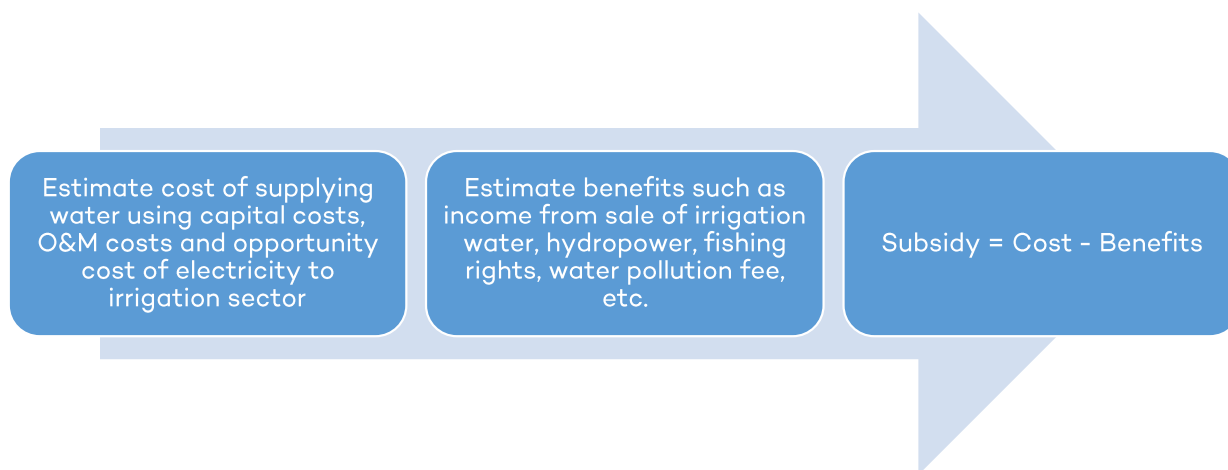 Estimate cost of supplying
water using capital costs,
O&M costs and opportunity
cost of electricity to
irrigation sector
Estimate benefits such as
income from sale of irrigation
water, hydropower, fishing
rights, water pollution fee,
etc.
Subsidy = Cost - Benefits